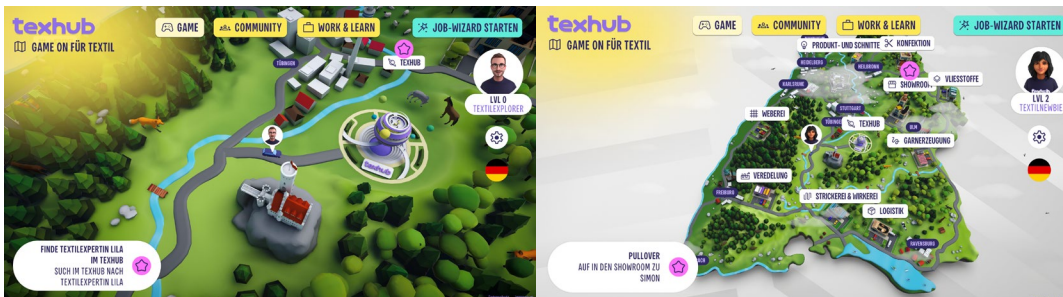 texhub
GAME ON FÜR TEXTIL
GAME
COMMUNITY
WORK & LEARN
JOB-WIZARD STARTEN
TÜBINGEN
TEXHUB
LVL 0
TEXTILEXPLORER
texhub
FINDE TEXTILEXPERTIN LILA
IM TEXHUB
SUCH IM TEXHUB NACH
TEXTILEXPERTIN LILA
texhub
GAME ON FÜR TEXTIL
GAME
COMMUNITY
WORK & LEARN
JOB-WIZARD STARTEN
PRODUKT- UND SCHNITTE
KONFEKTION
HEIDELBERG
HEILBRONN
KARLSRUHE
SHOWROOM
VLIESSTOFFE
LVL 2
TEXTILNEWBIE
WEBEREI
STUTTGART
TÜBINGEN
TEXHUB
ULM
GARNERZEUGUNG
VEREDELUNG
FREIBURG
STRICKEREI & WIRKEREI
LOGISTIK
RAVENSBURG
PULLOVER
AUF IN DEN SHOWROOM ZU
SIMON